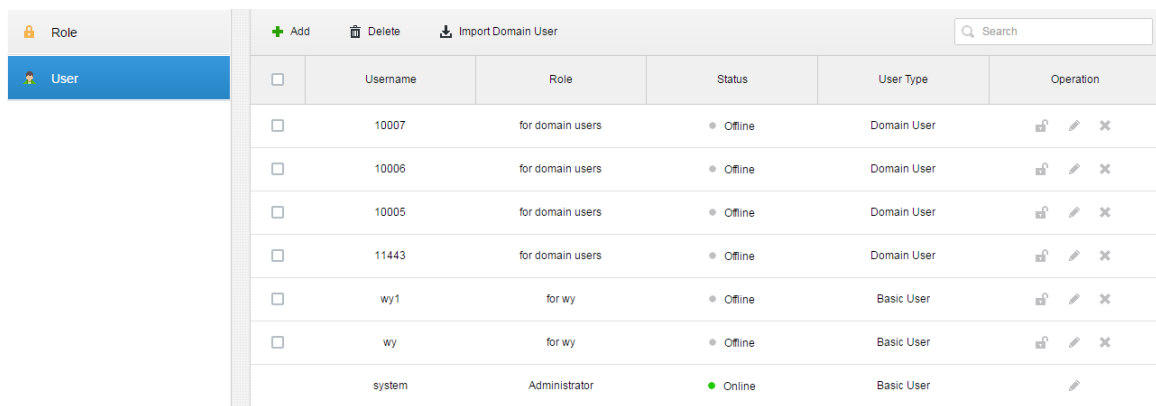 Role
User
Add Delete Import Domain User Search
Username Role Status User Type Operation
10007 for domain users Offline Domain User
10006 for domain users Offline Domain User
10005 for domain users Offline Domain User
11443 for domain users Offline Domain User
wy1 for wy Offline Basic User
wy for wy Offline Basic User
system Administrator Online Basic User